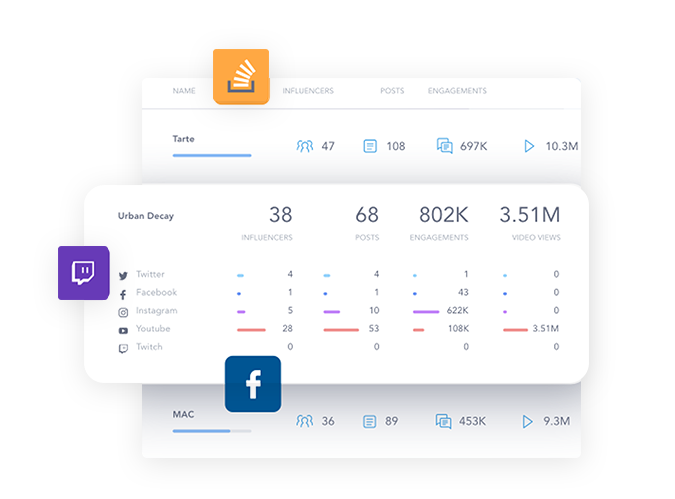 NAME INFLUENCERS POSTS ENGAGEMENTS
Tarte 47 108 697K 10.3M
Urban Decay 38 68 802K 3.51M
INFLUENCERS POSTS ENGAGEMENTS VIDEO VIEWS
Twitter 4 4 1 0
Facebook 1 1 43 0
Instagram 5 10 622K 0
Youtube 28 53 108K 3.51M
Twitch 0 0 0 0
MAC 36 89 453K 9.3M